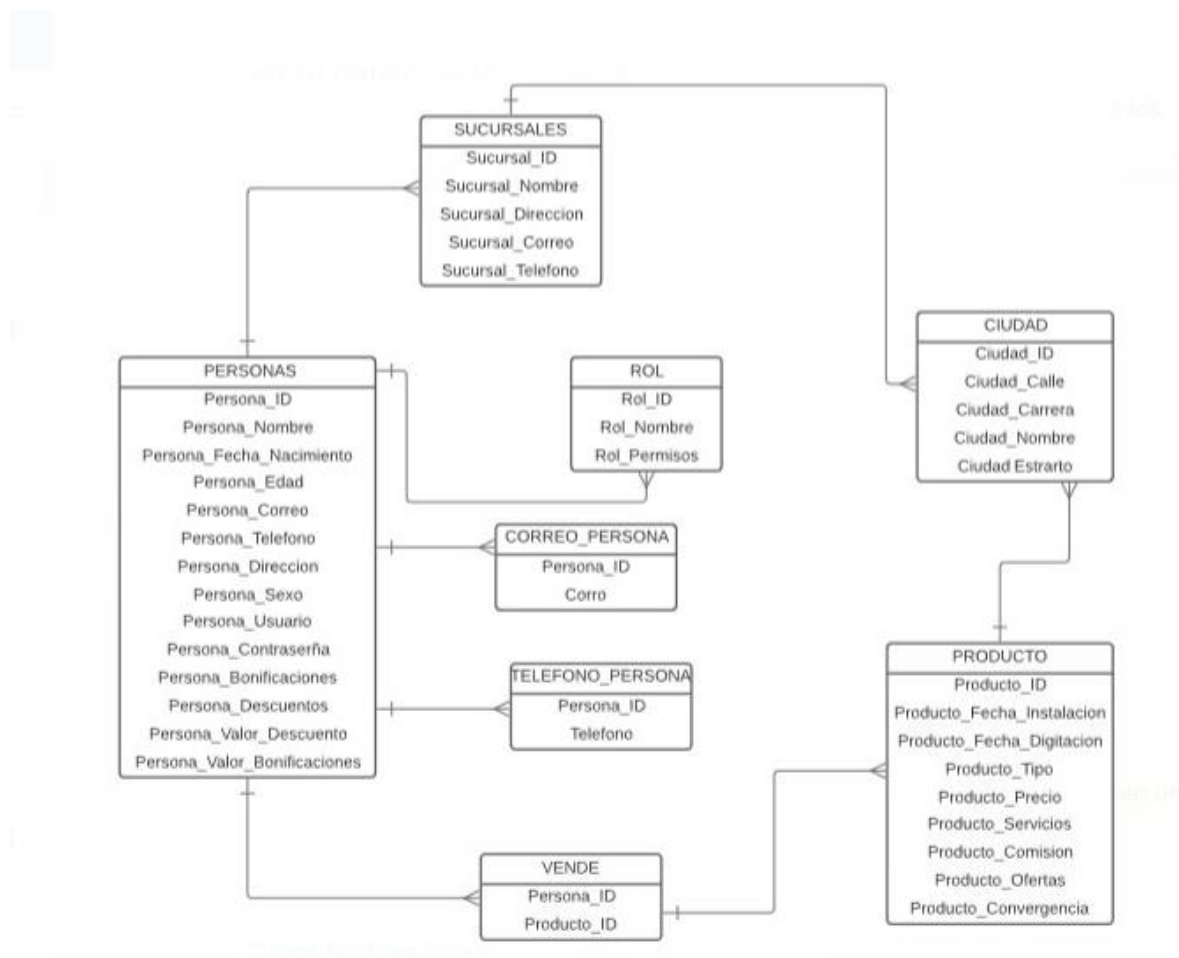 SUCURSALES
Sucursal_ID
Sucursal_Nombre
Sucursal_Direccion
Sucursal_Correo
Sucursal_Telefono
CIUDAD
Ciudad_ID
Ciudad_Calle
Ciudad_Carrera
Ciudad_Nombre
Ciudad Estrarto
PERSONAS
Persona_ID
Persona_Nombre
Persona_Fecha_Nacimiento
Persona_Edad
Persona_Correo
Persona_Telefono
Persona_Direccion
Persona_Sexo
Persona_Usuario
Persona_Contraserña
Persona_Bonificaciones
Persona_Descuentos
Persona_Valor_Descuento
Persona_Valor_Bonificaciones
ROL
Rol_ID
Rol_Nombre
Rol_Permisos
CORREO_PERSONA
Persona_ID
Corro
TELEFONO_PERSONA
Persona_ID
Telefono
PRODUCTO
Producto_ID
Producto_Fecha_Instalacion
Producto_Fecha_Digitacion
Producto_Tipo
Producto_Precio
Producto_Servicios
Producto_Comision
Producto_Ofertas
Producto_Convergencia
VENDE
Persona_ID
Producto_ID